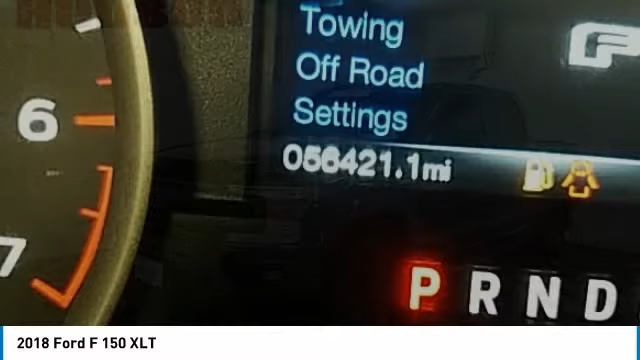 Towing
Off Road
Settings
056421.1mi
6
7
P R N D
2018 Ford F 150 XLT